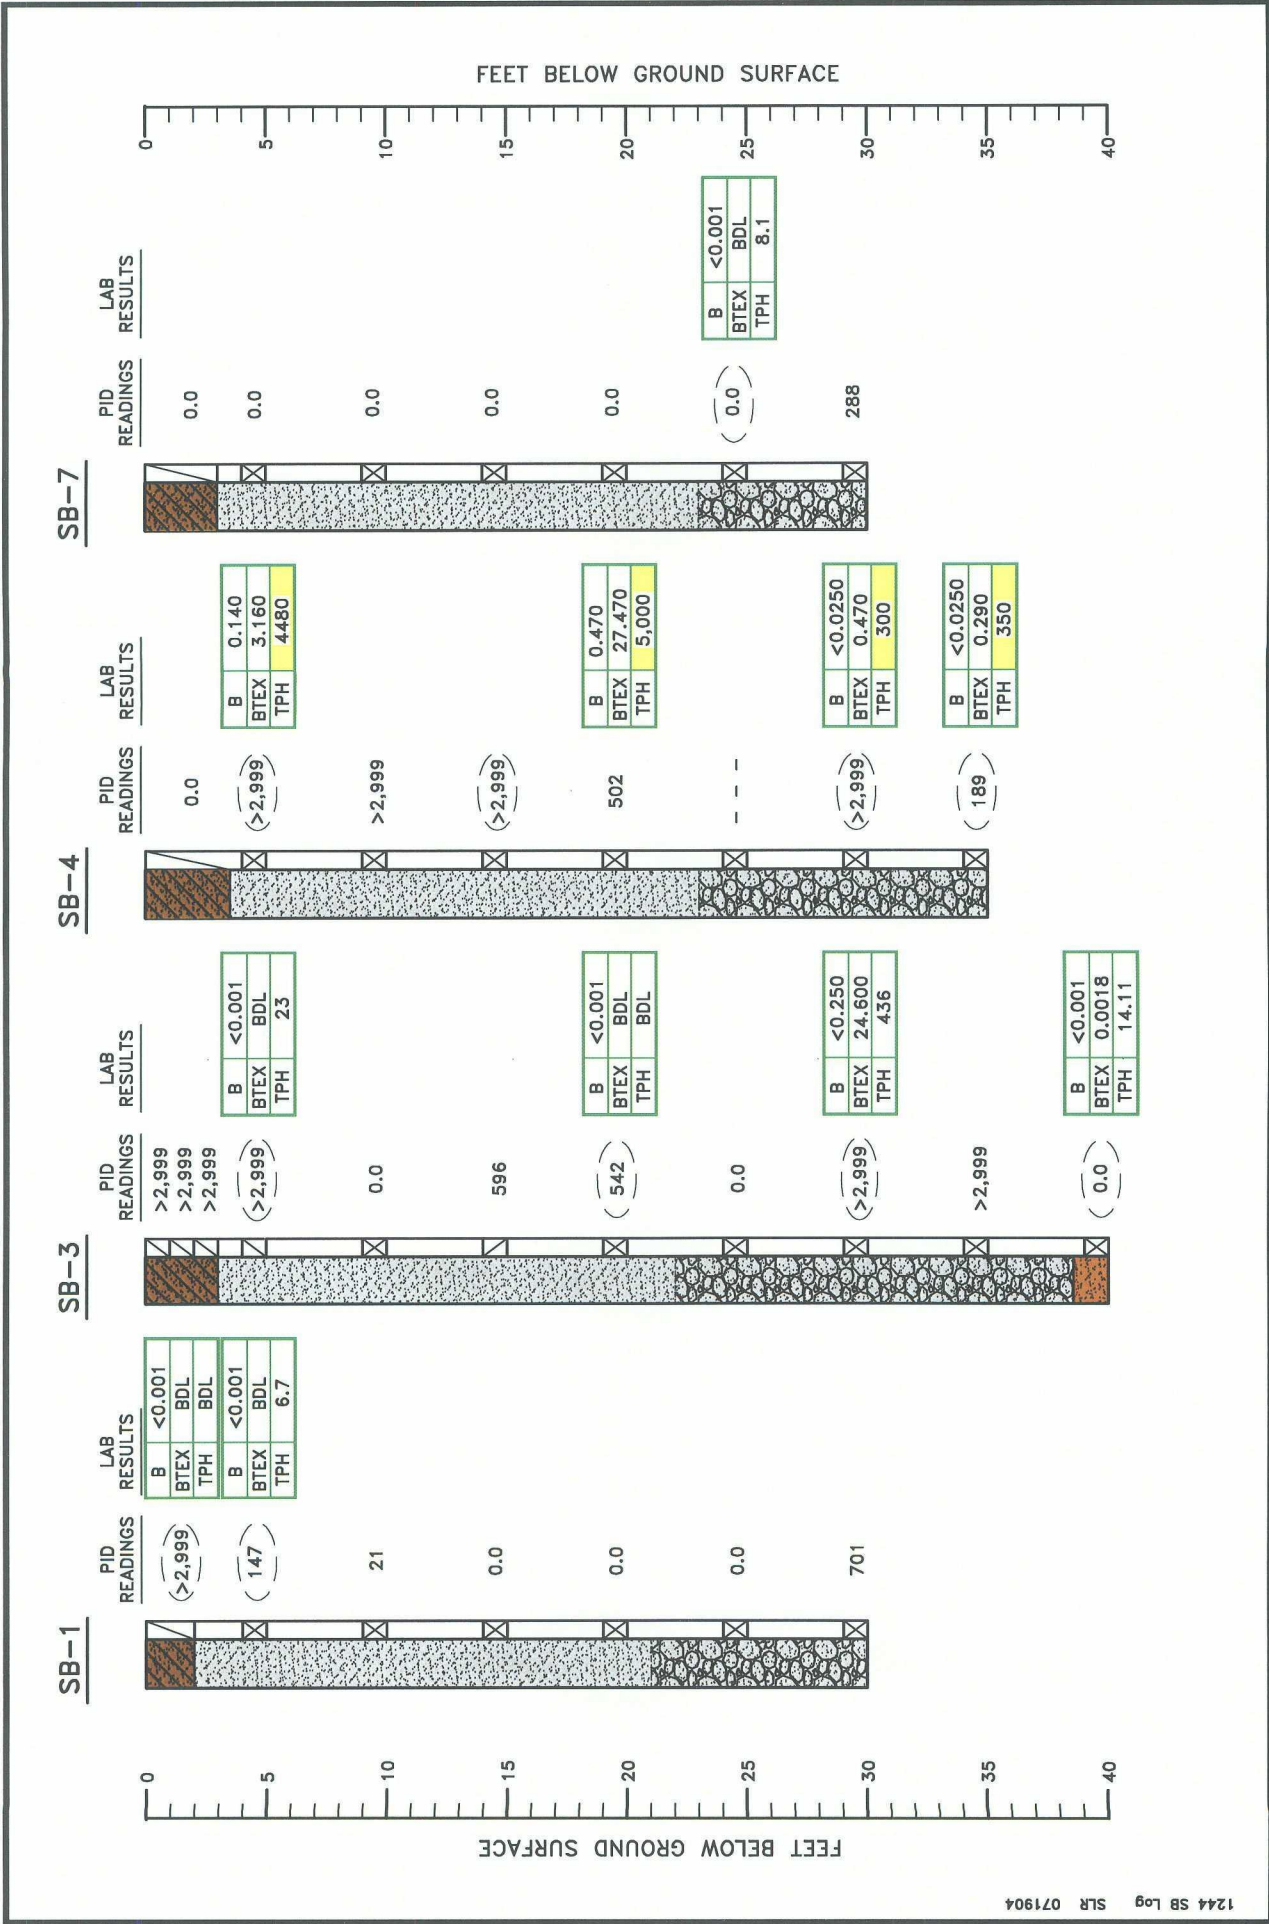 SB-1
PID
READINGS
LAB
RESULTS
(>2,999)
B <0.001
BTEX BDL
TPH BDL
(147)
B <0.001
BTEX BDL
TPH 6.7
21
0.0
0.0
0.0
701
SB-3
PID
READINGS
LAB
RESULTS
>2,999
>2,999
>2,999
(>2,999)
B <0.001
BTEX BDL
TPH 23
0.0
596
(542)
B <0.001
BTEX BDL
TPH BDL
0.0
(>2,999)
B <0.250
BTEX 24.600
TPH 436
>2,999
(0.0)
B <0.001
BTEX 0.0018
TPH 14.11
SB-4
PID
READINGS
LAB
RESULTS
0.0
(>2,999)
B 0.140
BTEX 3.160
TPH 4480
>2,999
(>2,999)
502
B 0.470
BTEX 27.470
TPH 5,000
- - -
(>2,999)
B <0.0250
BTEX 0.470
TPH 300
(189)
B <0.0250
BTEX 0.290
TPH 350
SB-7
PID
READINGS
LAB
RESULTS
0.0
0.0
0.0
0.0
0.0
(0.0)
B <0.001
BTEX BDL
TPH 8.1
288
FEET BELOW GROUND SURFACE
0
5
10
15
20
25
30
35
40
FEET BELOW GROUND SURFACE
0
5
10
15
20
25
30
35
40
1244 SB Log SLR 071904